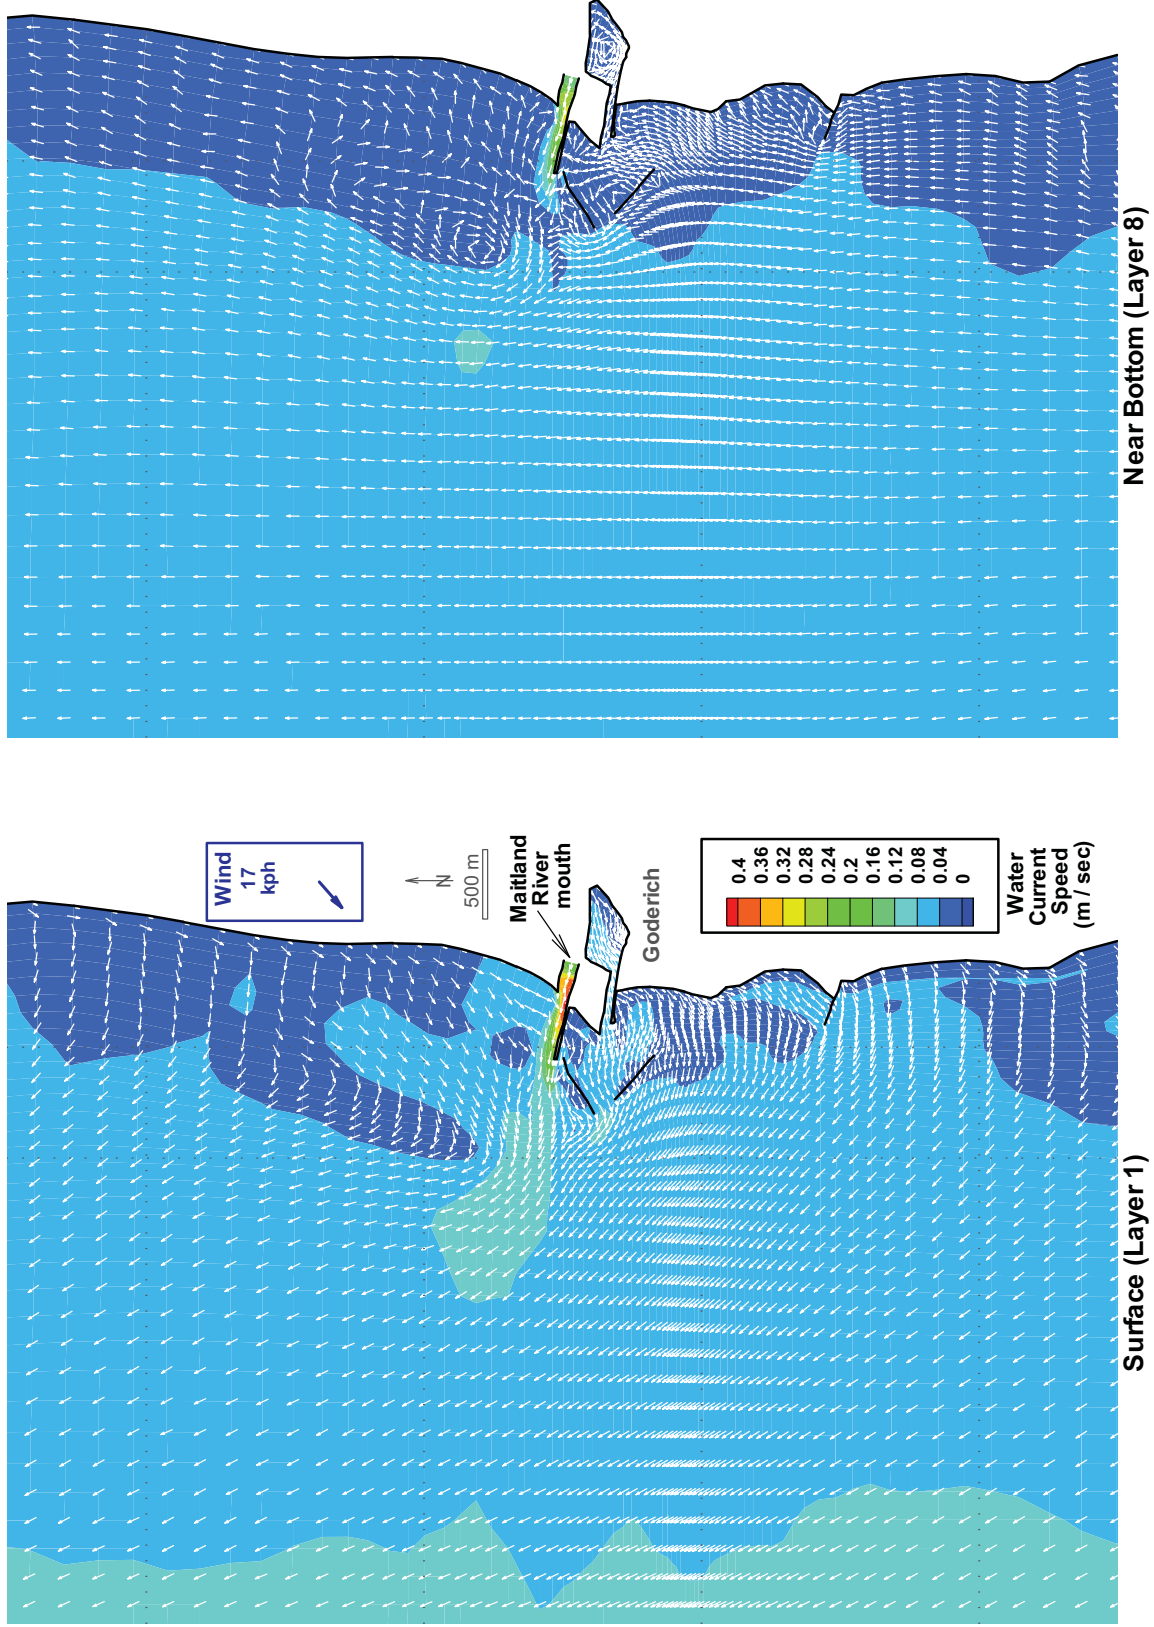 Near Bottom (Layer 8)
Wind
17
kph
N
500 m
Maitland
River
mouth
Goderich
0.4
0.36
0.32
0.28
0.24
0.2
0.16
0.12
0.08
0.04
0
Water
Current
Speed
(m / sec)
Surface (Layer 1)